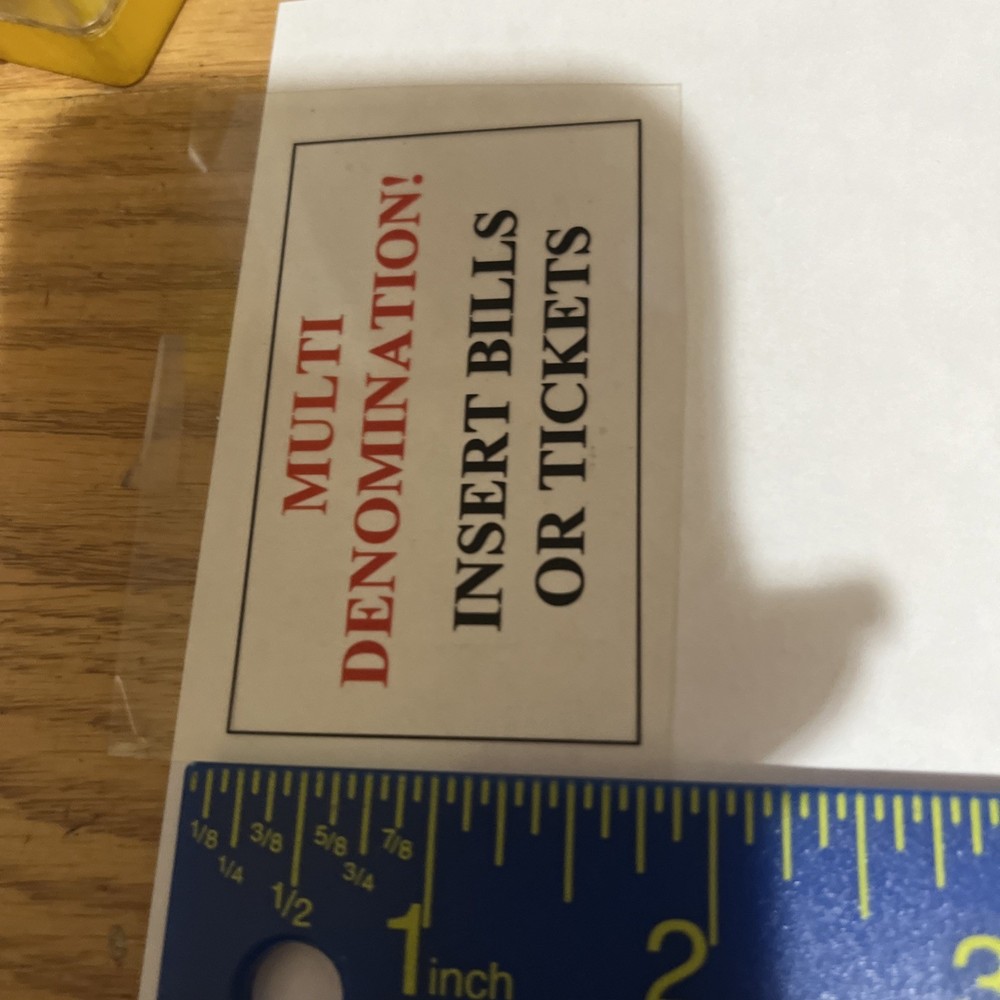 MULTI
DENOMINATION!
INSERT BILLS
OR TICKETS
1/8
1/4
3/8
1/2
5/8
3/4
7/8
1 inch
2
3